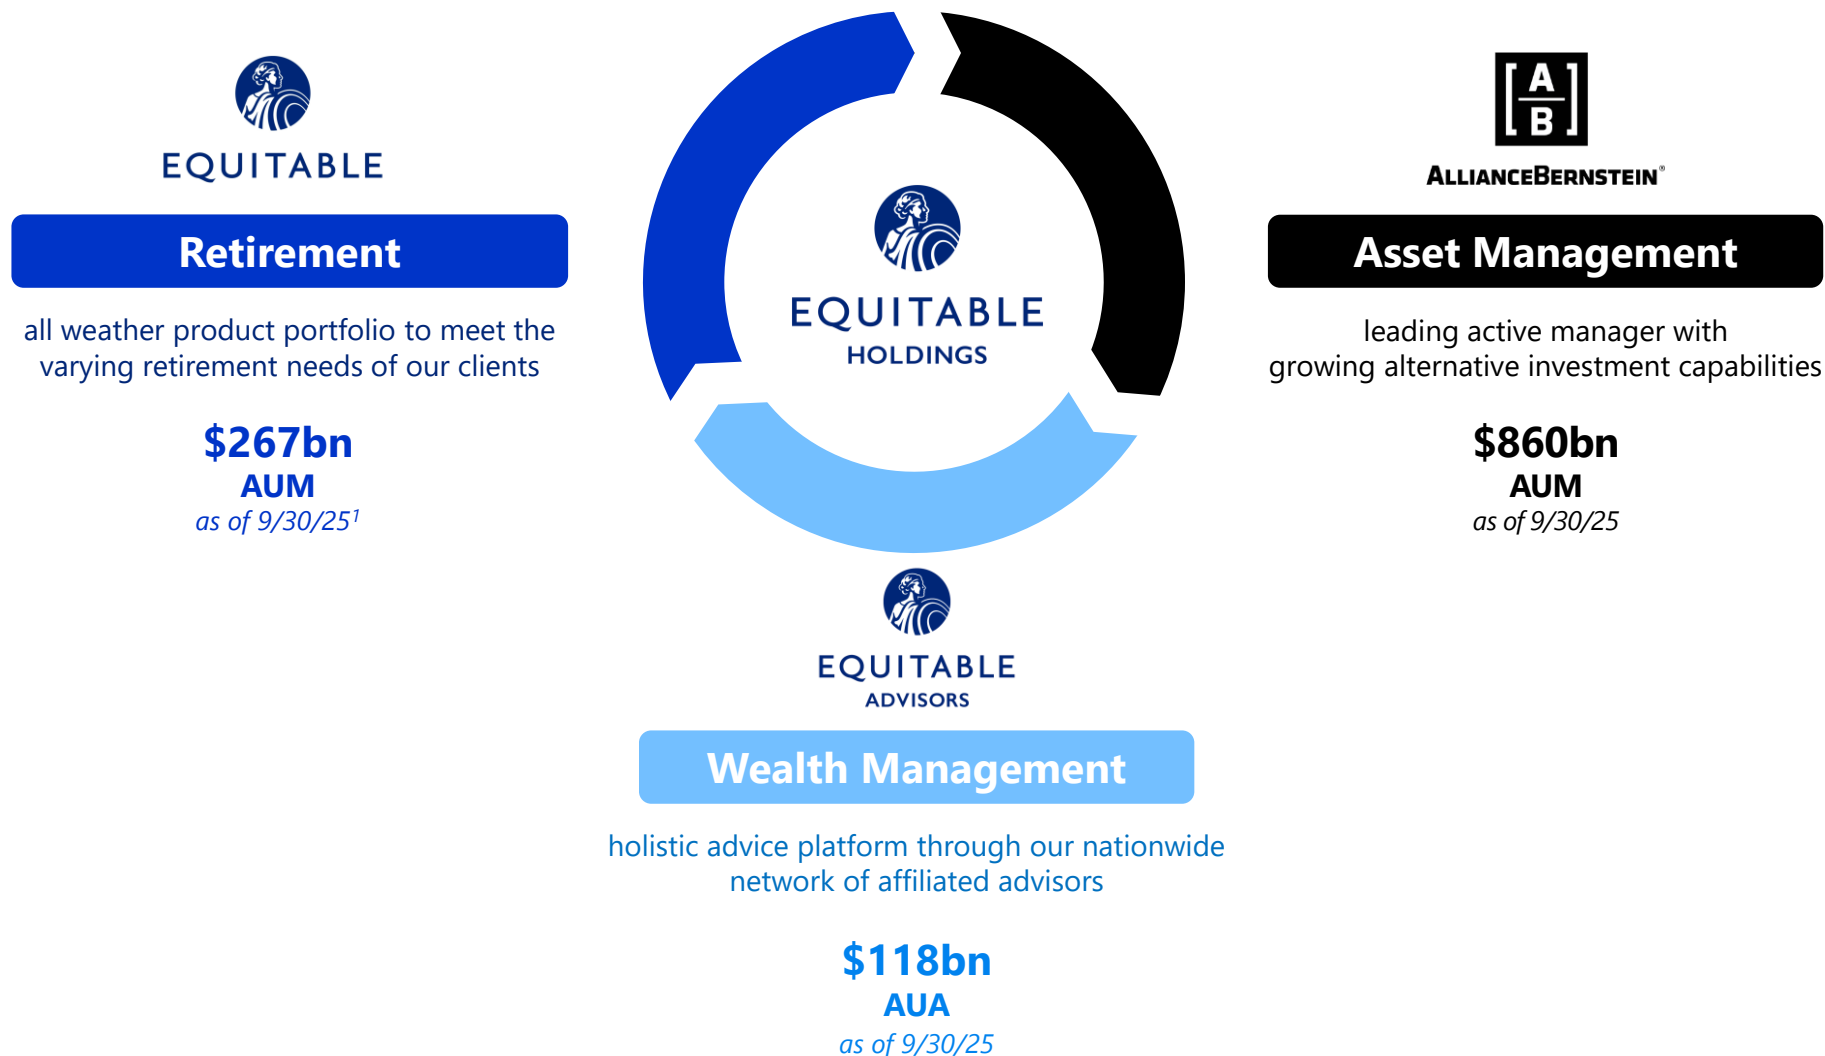 EQUITABLE
Retirement
all weather product portfolio to meet the
varying retirement needs of our clients
$267bn
AUM
as of 9/30/25¹
EQUITABLE
HOLDINGS
A
B
ALLIANCEBERNSTEIN®
Asset Management
leading active manager with
growing alternative investment capabilities
$860bn
AUM
as of 9/30/25
EQUITABLE
ADVISORS
Wealth Management
holistic advice platform through our nationwide
network of affiliated advisors
$118bn
AUA
as of 9/30/25